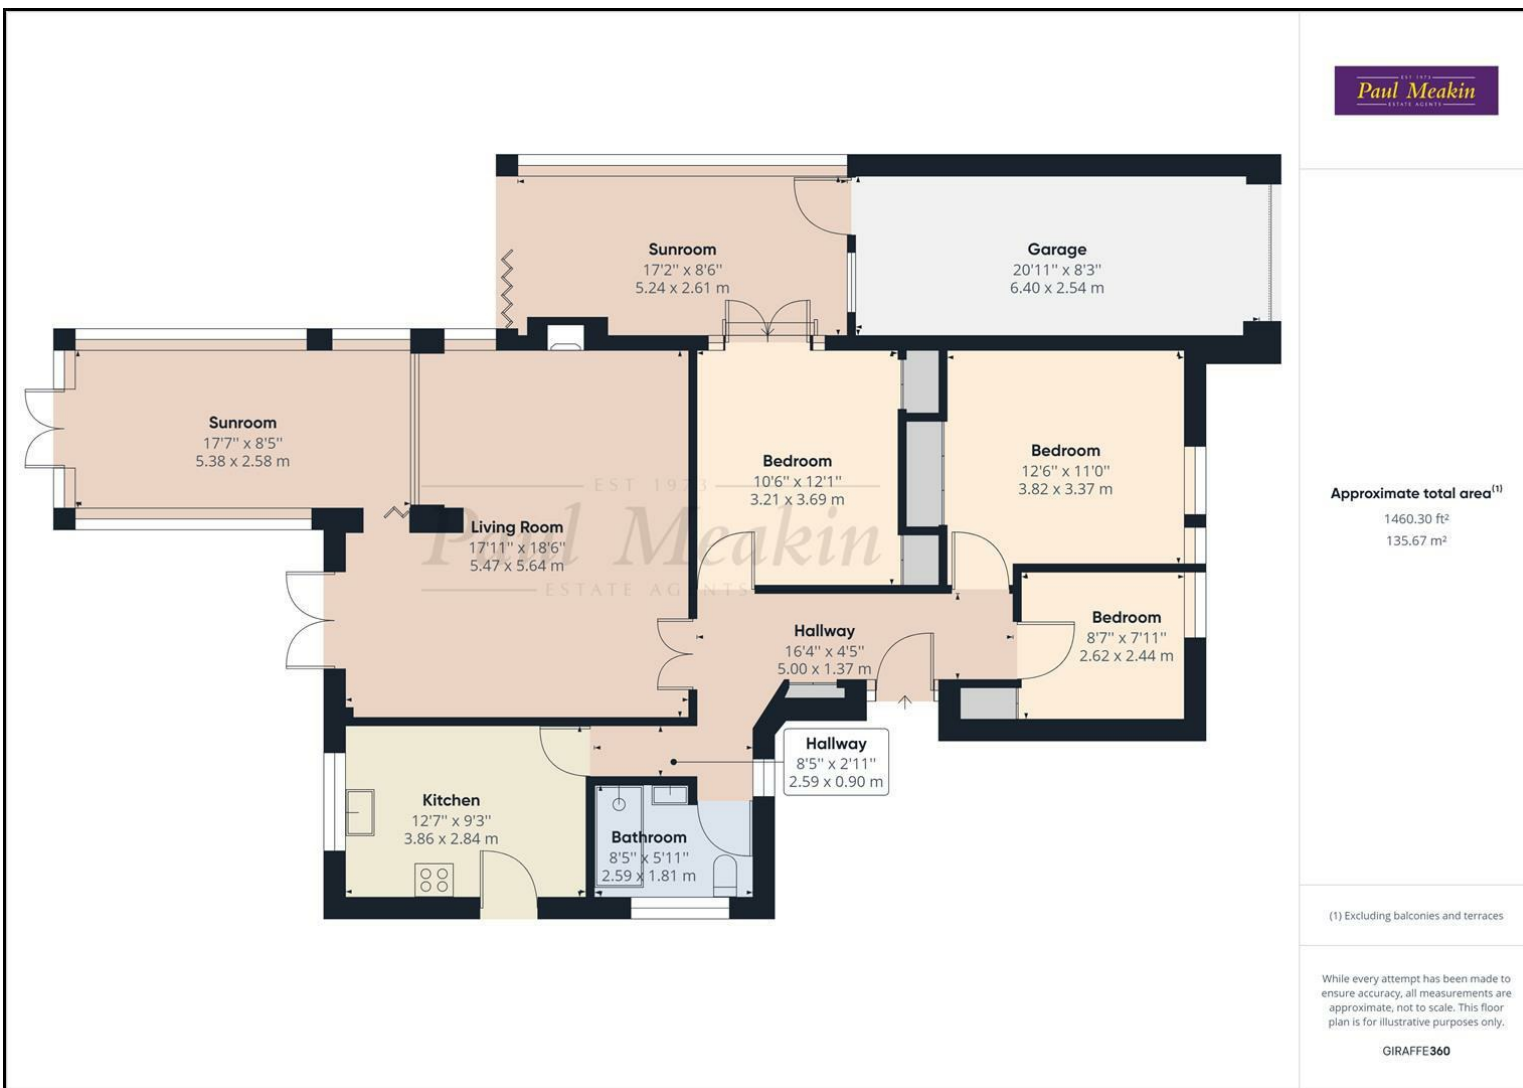 EST 1973
Paul Meakin
ESTATE AGENTS
Sunroom
17'2" x 8'6"
5.24 x 2.61 m
Garage
20'11" x 8'3"
6.40 x 2.54 m
Sunroom
17'7" x 8'5"
5.38 x 2.58 m
Living Room
17'11" x 18'6"
5.47 x 5.64 m
Bedroom
10'6" x 12'1"
3.21 x 3.69 m
Bedroom
12'6" x 11'0"
3.82 x 3.37 m
EST 1973
Paul Meakin
ESTATE AGENTS
Hallway
16'4" x 4'5"
5.00 x 1.37 m
Bedroom
8'7" x 7'11"
2.62 x 2.44 m
Hallway
8'5" x 2'11"
2.59 x 0.90 m
Kitchen
12'7" x 9'3"
3.86 x 2.84 m
Bathroom
8'5" x 5'11"
2.59 x 1.81 m
Approximate total area(1)
1460.30 ft²
135.67 m²
(1) Excluding balconies and terraces
While every attempt has been made to
ensure accuracy, all measurements are
approximate, not to scale. This floor
plan is for illustrative purposes only.
GIRAFFE360